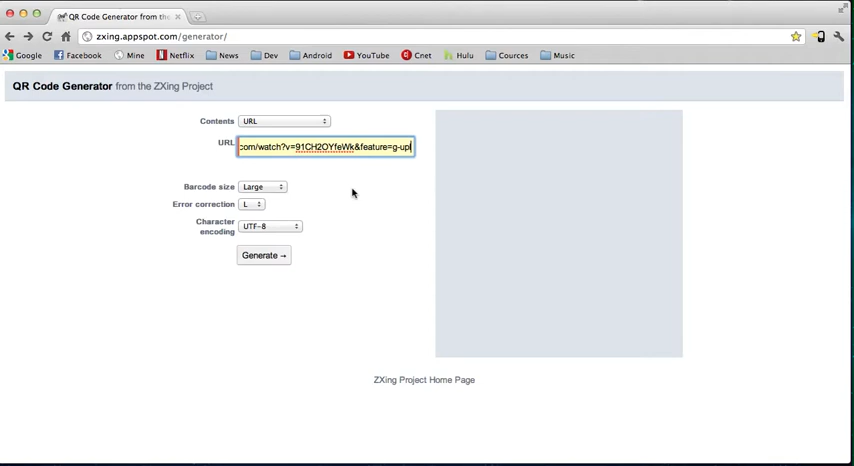 QR Code Generator from the
zxing.appspot.com/generator/
Google Facebook Mine Netflix News Dev Android YouTube Cnet Hulu Cources Music
QR Code Generator from the ZXing Project
Contents URL
URL com/watch?v=91CH2OYfeWk&feature=g-upl
Barcode size Large
Error correction L
Character
encoding UTF-8
Generate →
ZXing Project Home Page